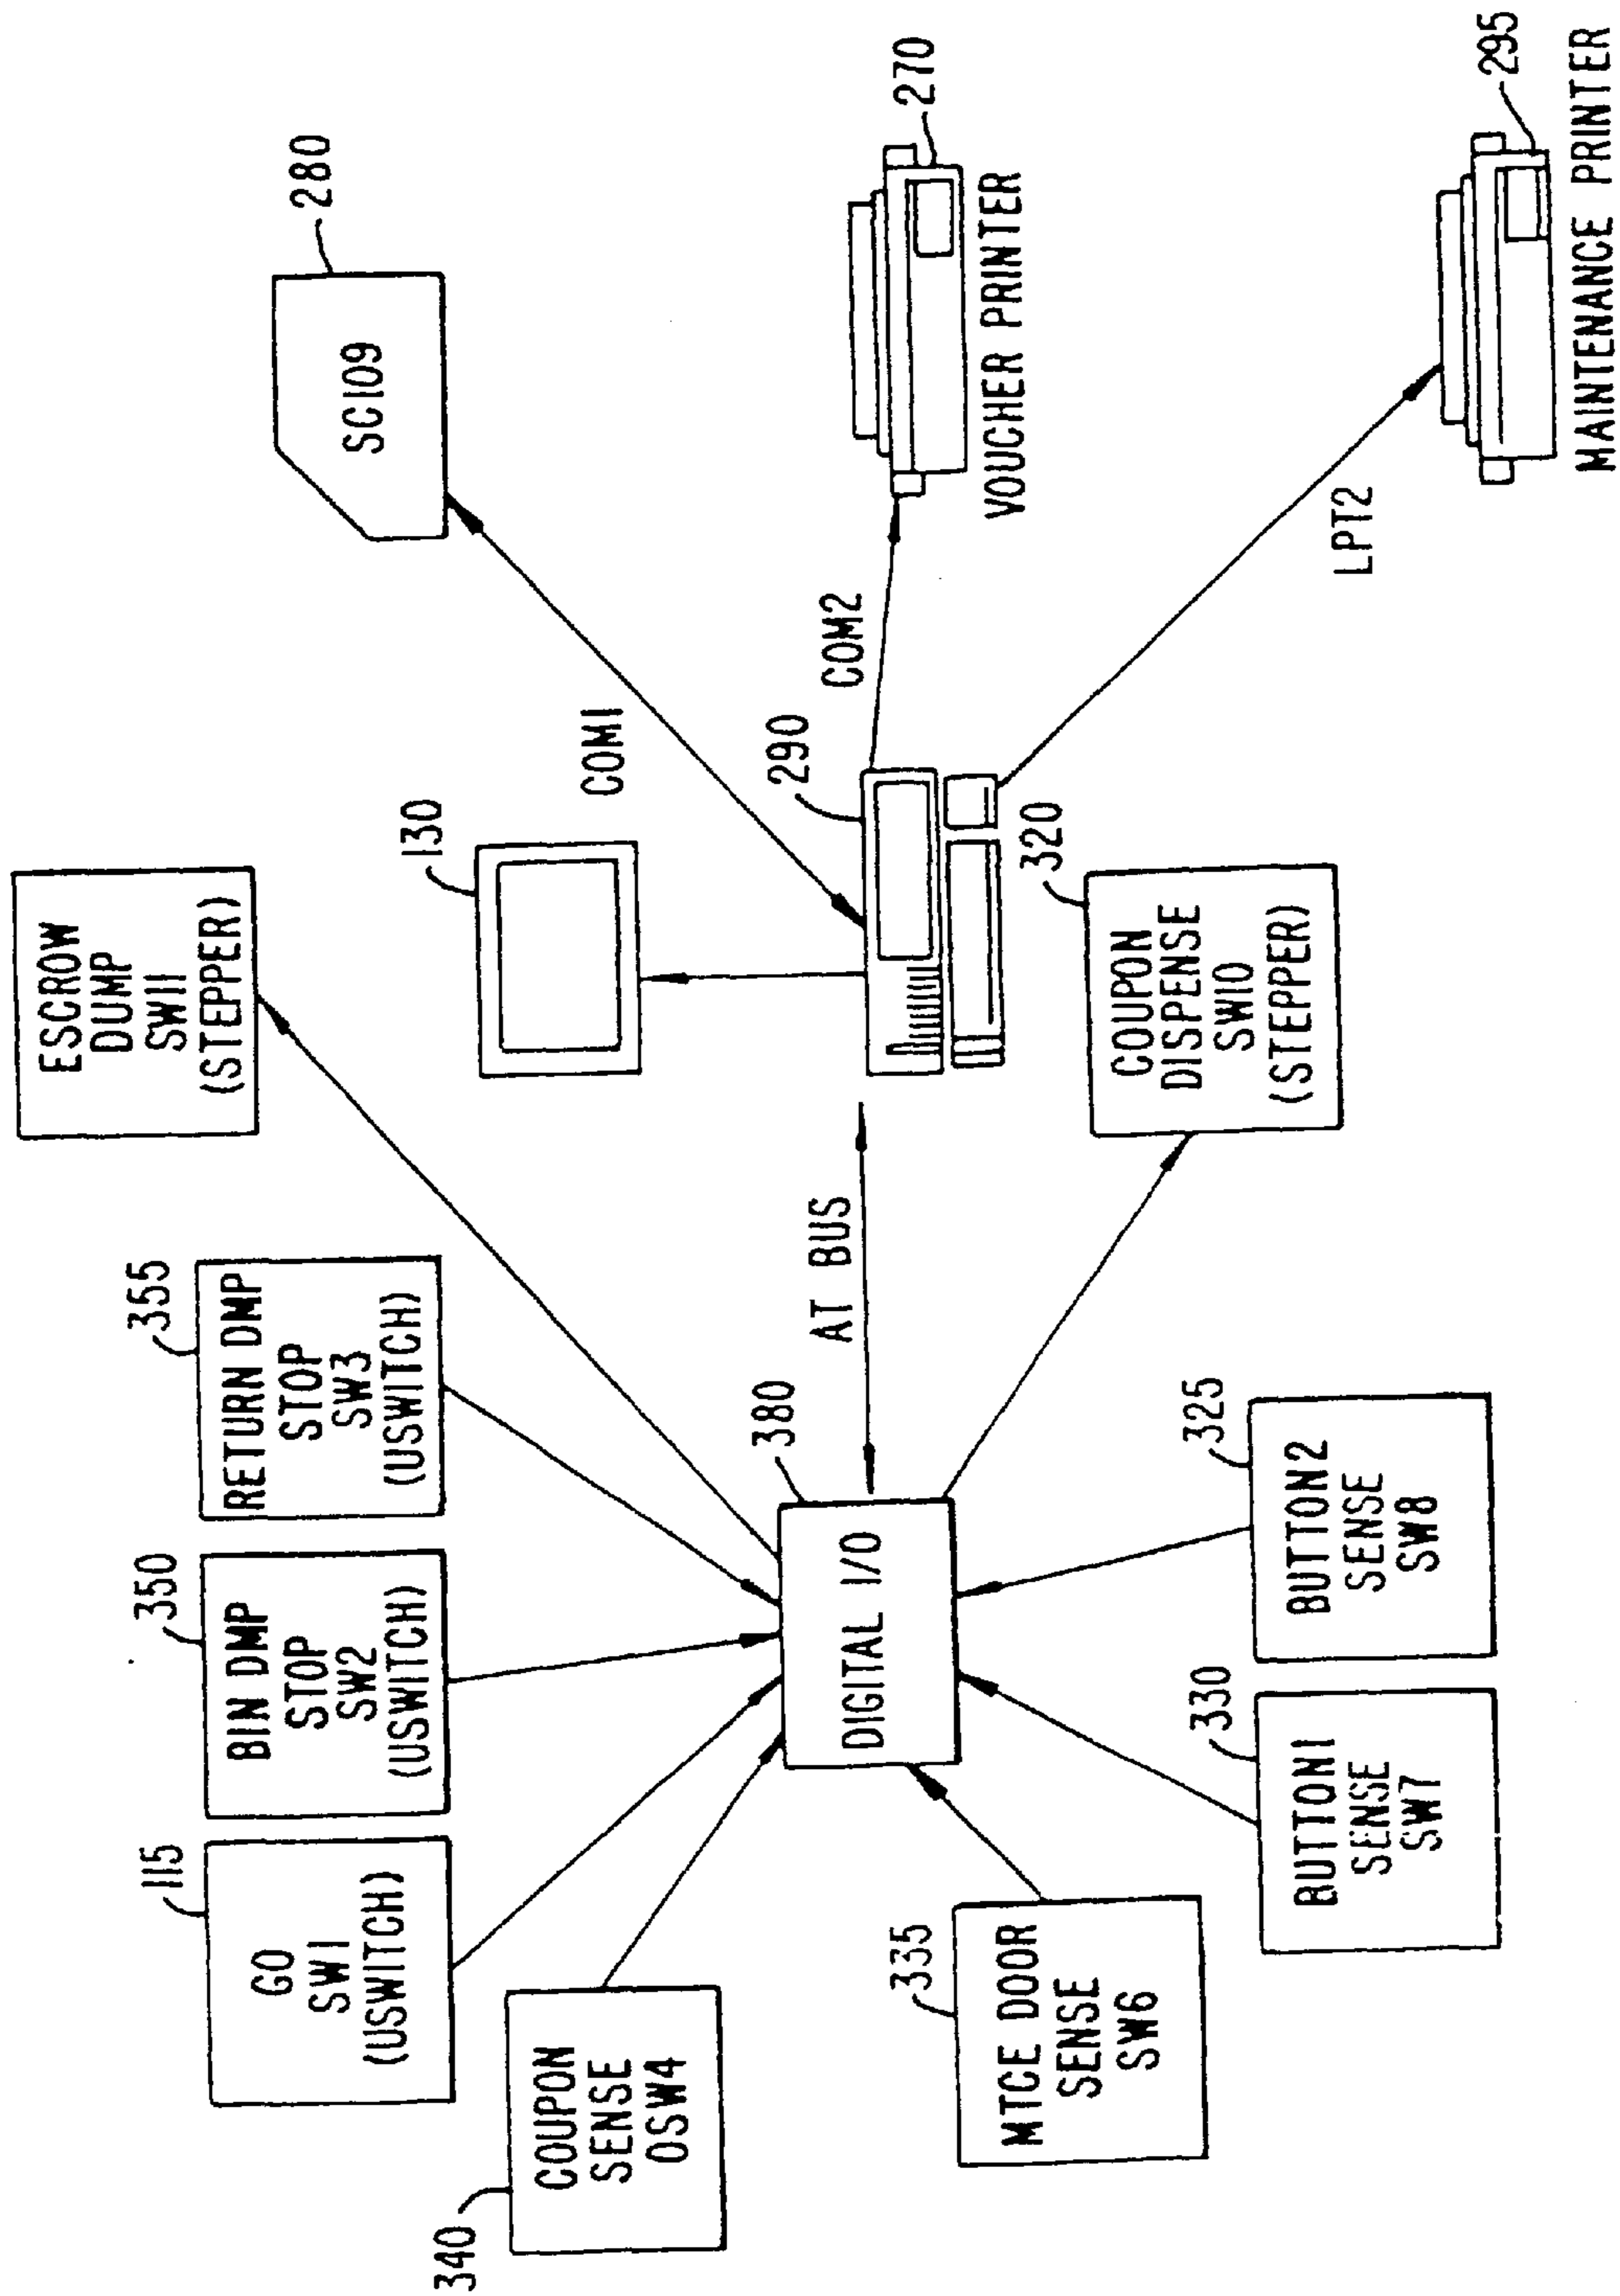 ESCROW
DUMP
SW11
(STEPPER)
130
COM1
SC109
280
355
RETURN DMP
STOP
SW3
(USWITCH)
350
BIN DMP
STOP
SW2
(USWITCH)
115
GO
SW1
(USWITCH)
340
COUPON
SENSE
OSW4
380
DIGITAL I/O
AT BUS
290
COM2
270
VOUCHER PRINTER
335
MTCE DOOR
SENSE
SW6
330
BUTTON1
SENSE
SW7
325
BUTTON2
SENSE
SW8
320
COUPON
DISPENSE
SW10
(STEPPER)
LPT2
295
MAINTENANCE PRINTER